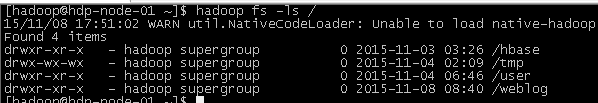 [hadoop@hdp-node-01 ~]$ hadoop fs -ls /
15/11/08 17:51:02 WARN util.NativeCodeLoader: Unable to load native-hadoop
Found 4 items
drwxr-xr-x   - hadoop supergroup          0 2015-11-03 03:26 /hbase
drwx-wx-wx   - hadoop supergroup          0 2015-11-04 02:09 /tmp
drwxr-xr-x   - hadoop supergroup          0 2015-11-04 06:46 /user
drwxr-xr-x   - hadoop supergroup          0 2015-11-08 08:40 /weblog
[hadoop@hdp-node-01 ~]$